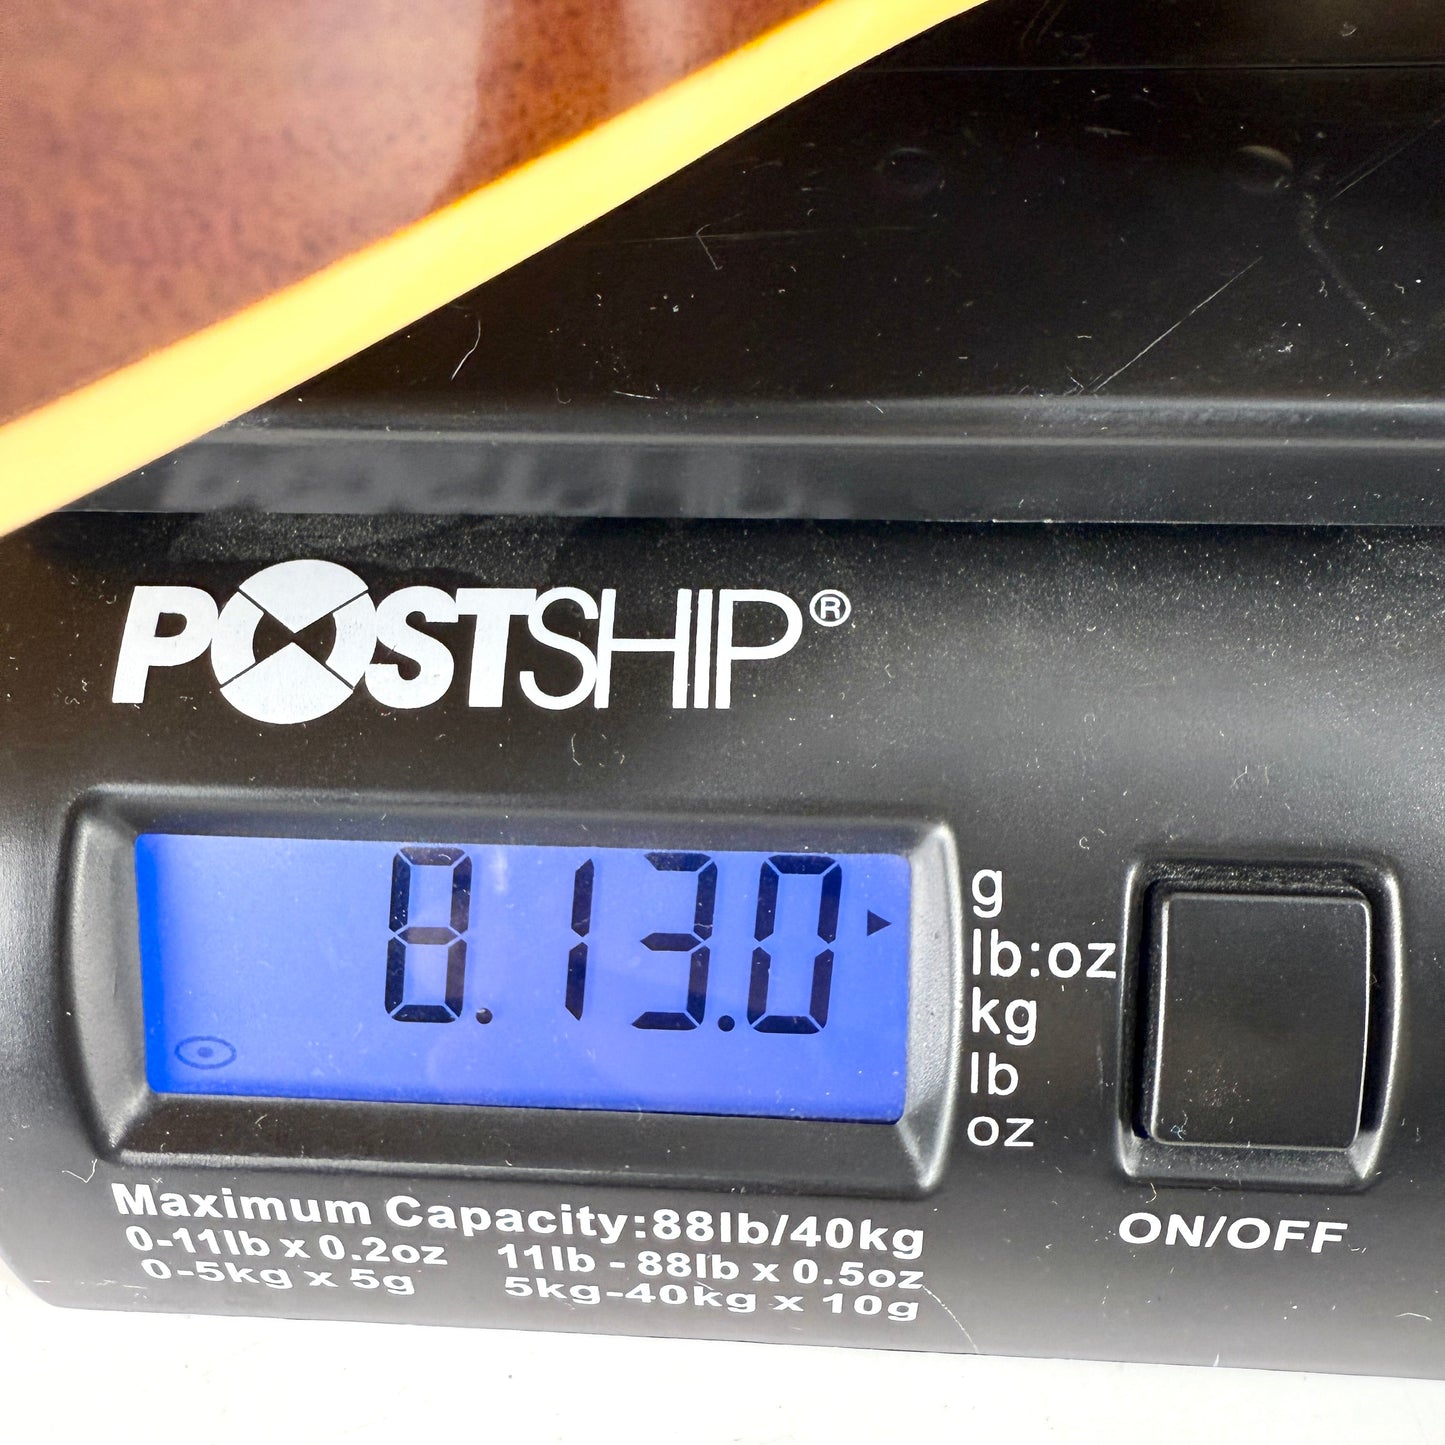 POSTSHIP®
8.13.0
g
lb:oz
kg
lb
oz
ON/OFF
Maximum Capacity:88lb/40kg
0-11lb x 0.2oz 11lb - 88lb x 0.5oz
0-5kg x 5g 5kg-40kg x 10g